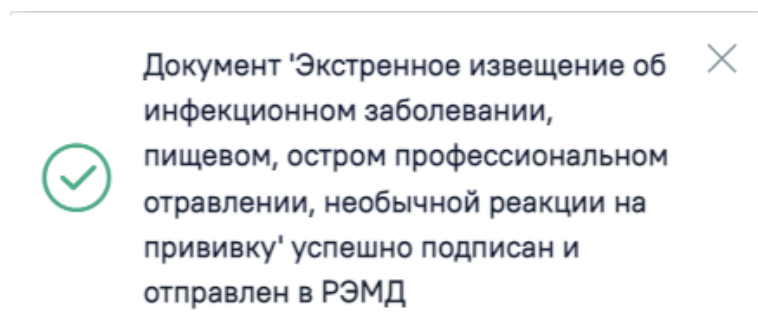 Документ 'Экстренное извещение об
инфекционном заболевании,
пищевом, остром профессиональном
отравлении, необычной реакции на
прививку' успешно подписан и
отправлен в РЭМД